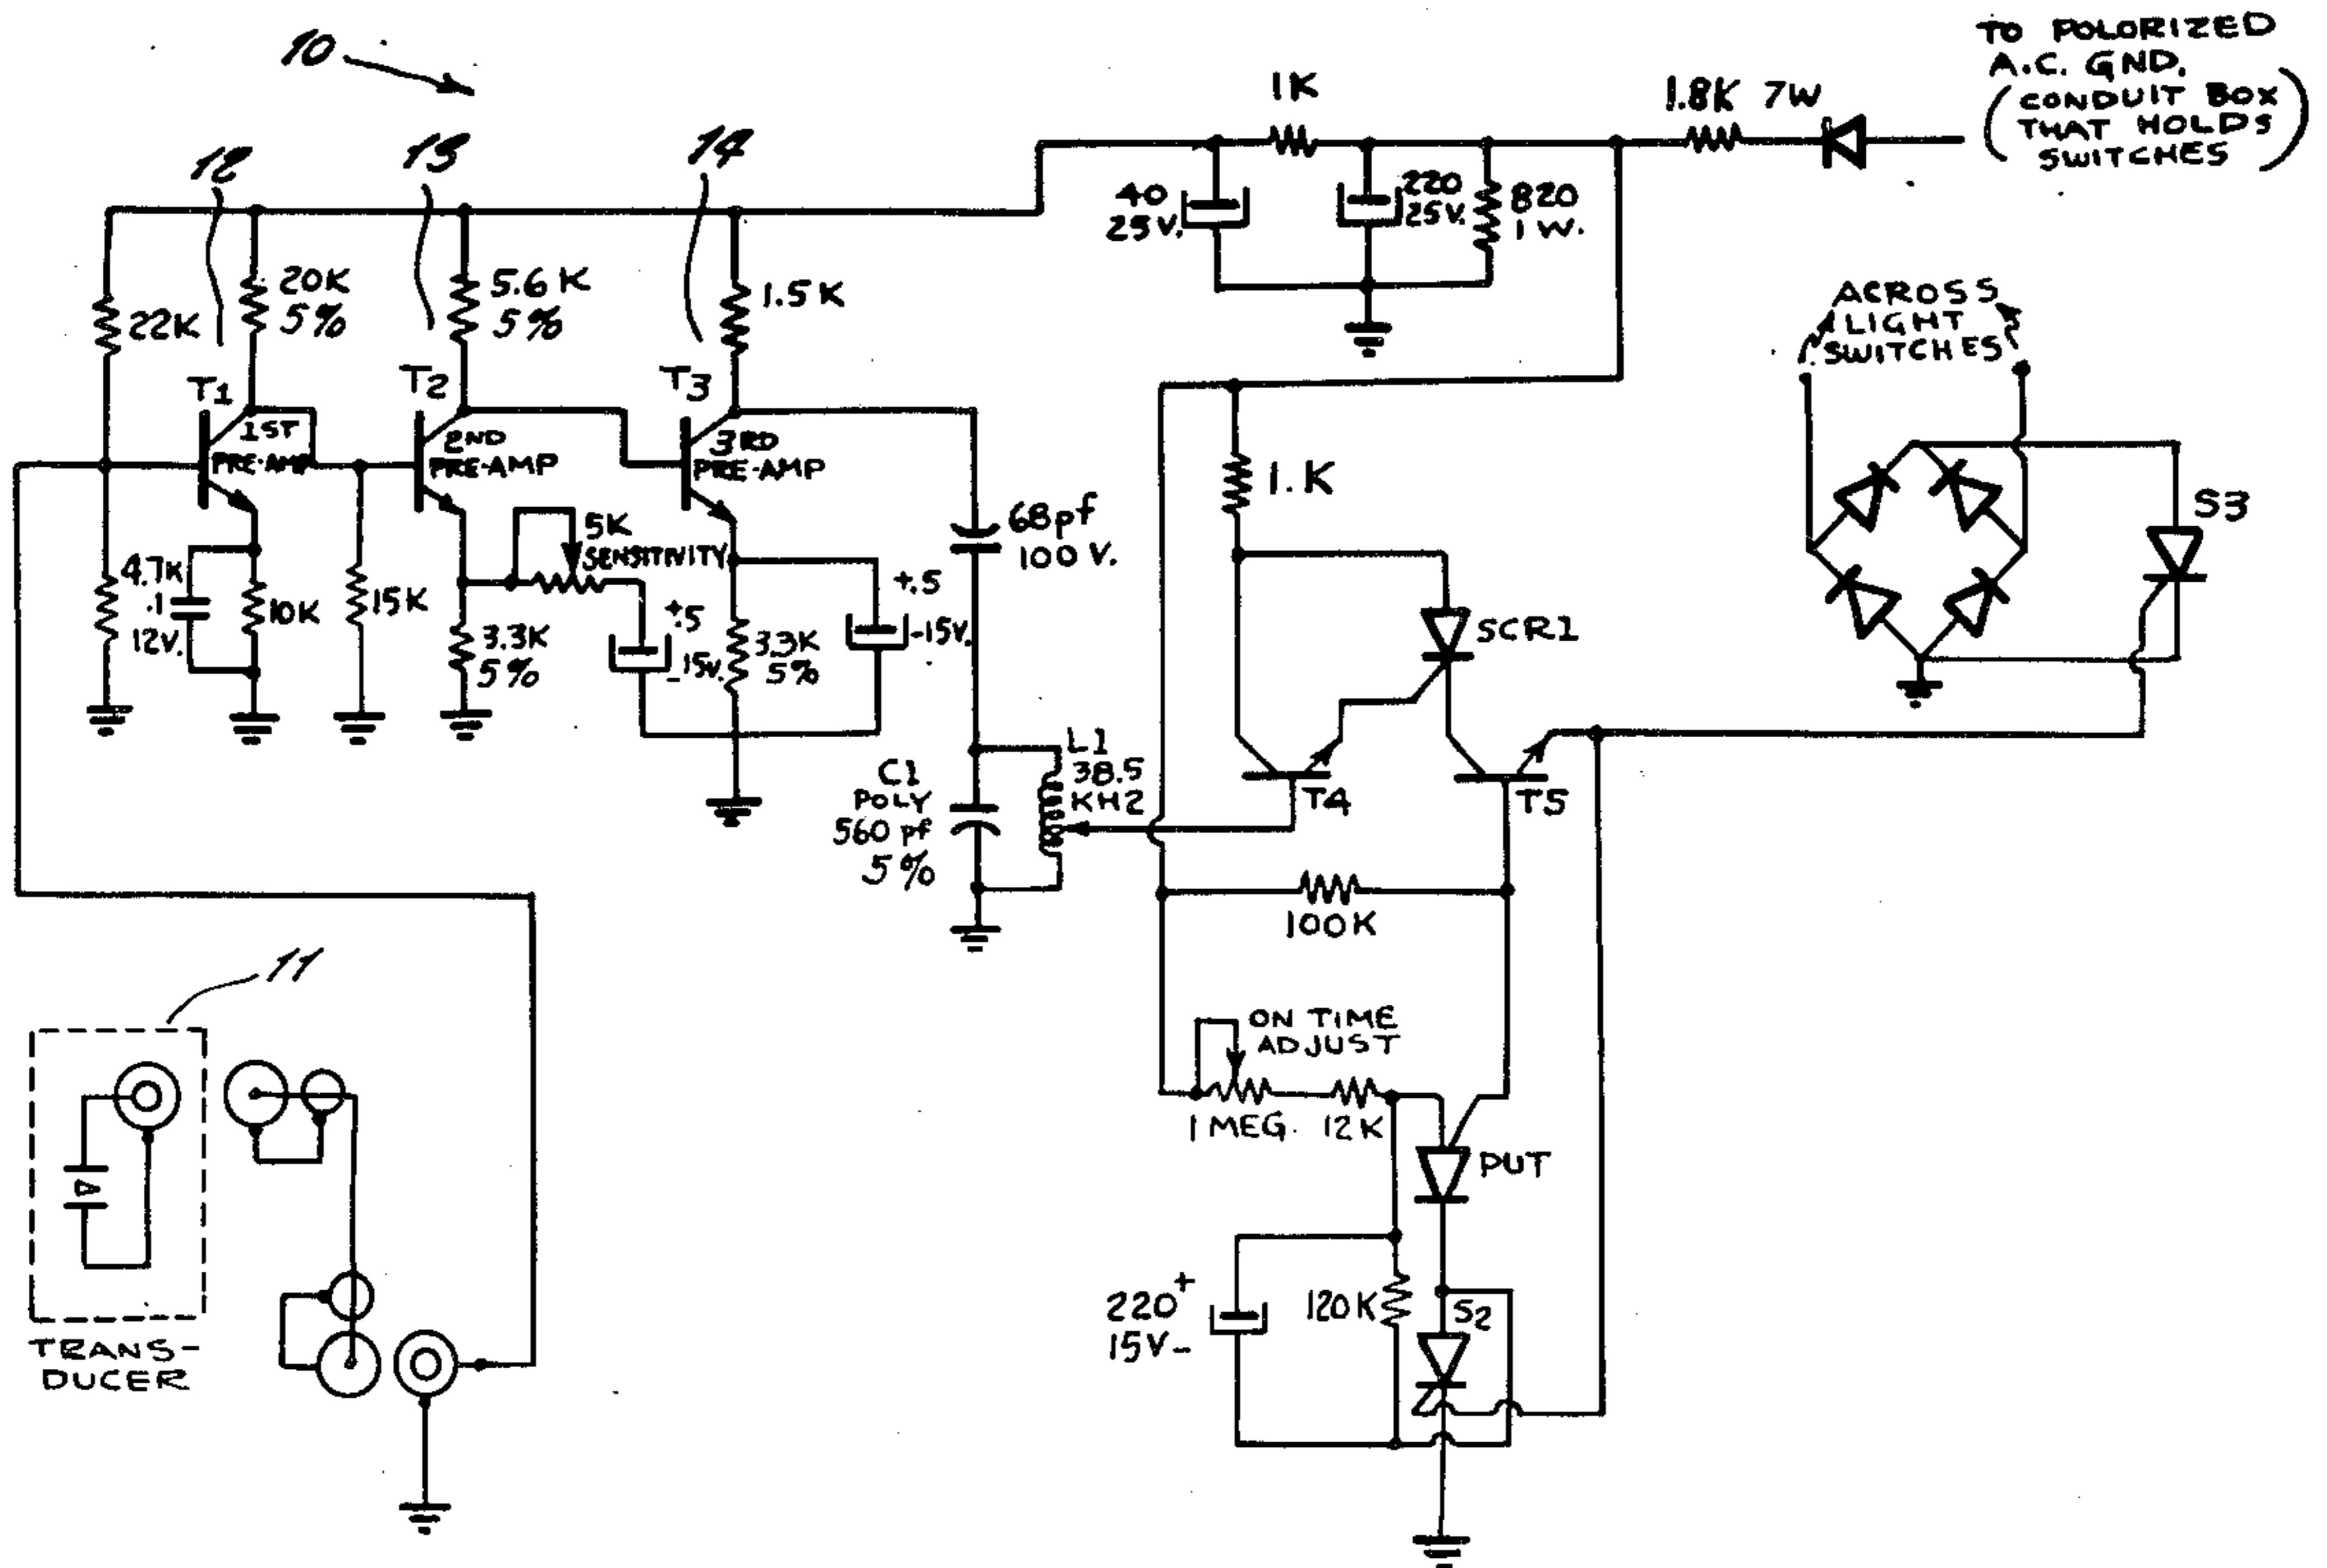 10
12
13
14
1K
1.8K 7W
TO POLORIZED
A.C. GND.
(CONDUIT BOX
THAT HOLDS
SWITCHES)
40
25V.
220
25V.
820
1 W.
22K
20K
5%
5.6K
5%
1.5K
T1
1ST
PRE-AMP
T2
2ND
PRE-AMP
T3
3RD
PRE-AMP
ACROSS
LIGHT
SWITCHES
S3
4.7K
.1
12V.
10K
15K
3.3K
5%
5K
SENSITIVITY
+.5
-15V.
3.3K
5%
+.5
-15V.
68pf
100 V.
1.K
SCR1
C1
POLY
560 pf
5%
L1
38.5
KHZ
T4
T5
100K
11
TRANS-
DUCER
ON TIME
ADJUST
1 MEG.
12K
PUT
220+
15V-
120K
S2